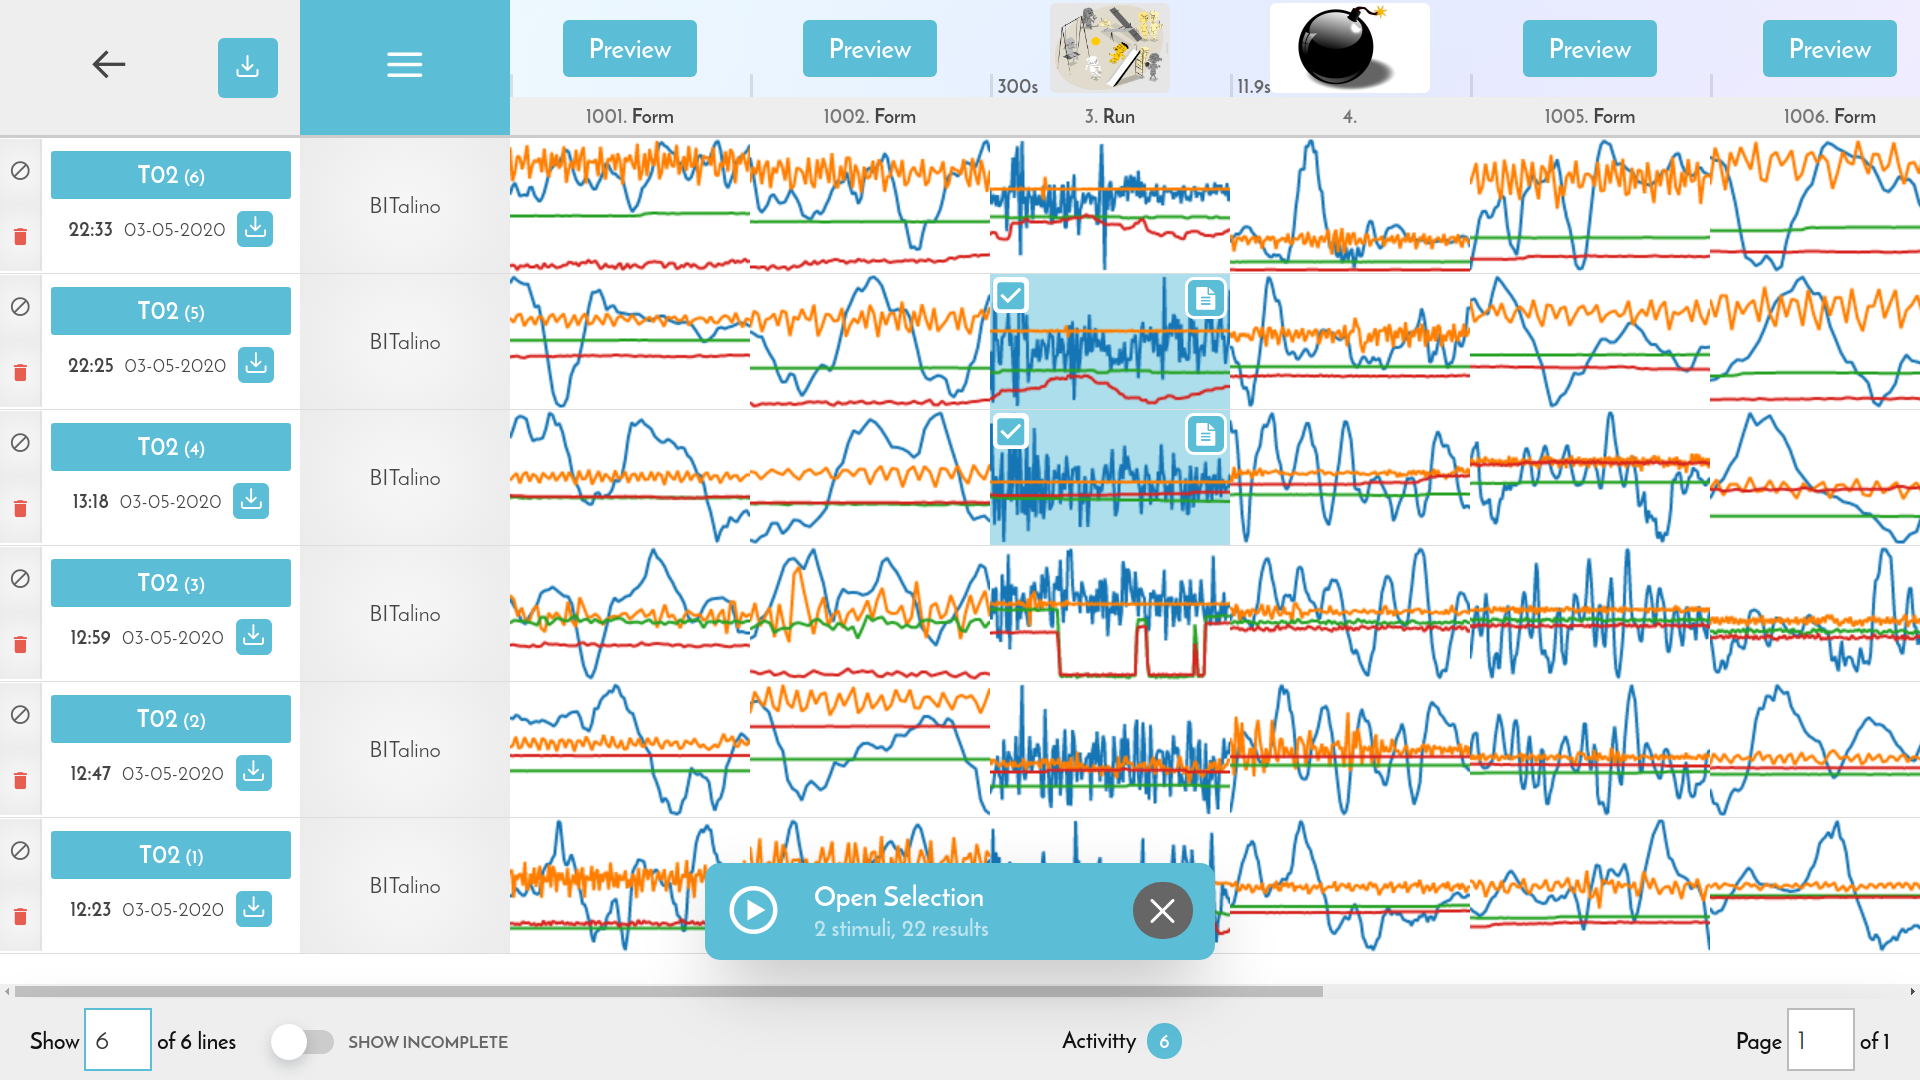 Preview
Preview
Preview
Preview
300s
11.9s
1001. Form
1002. Form
3. Run
4.
1005. Form
1006. Form
T02 (6)
22:33 03-05-2020
BITalino
T02 (5)
22:25 03-05-2020
BITalino
T02 (4)
13:18 03-05-2020
BITalino
T02 (3)
12:59 03-05-2020
BITalino
T02 (2)
12:47 03-05-2020
BITalino
T02 (1)
12:23 03-05-2020
BITalino
Open Selection
2 stimuli, 22 results
Show 6 of 6 lines
SHOW INCOMPLETE
Activitty 6
Page 1 of 1